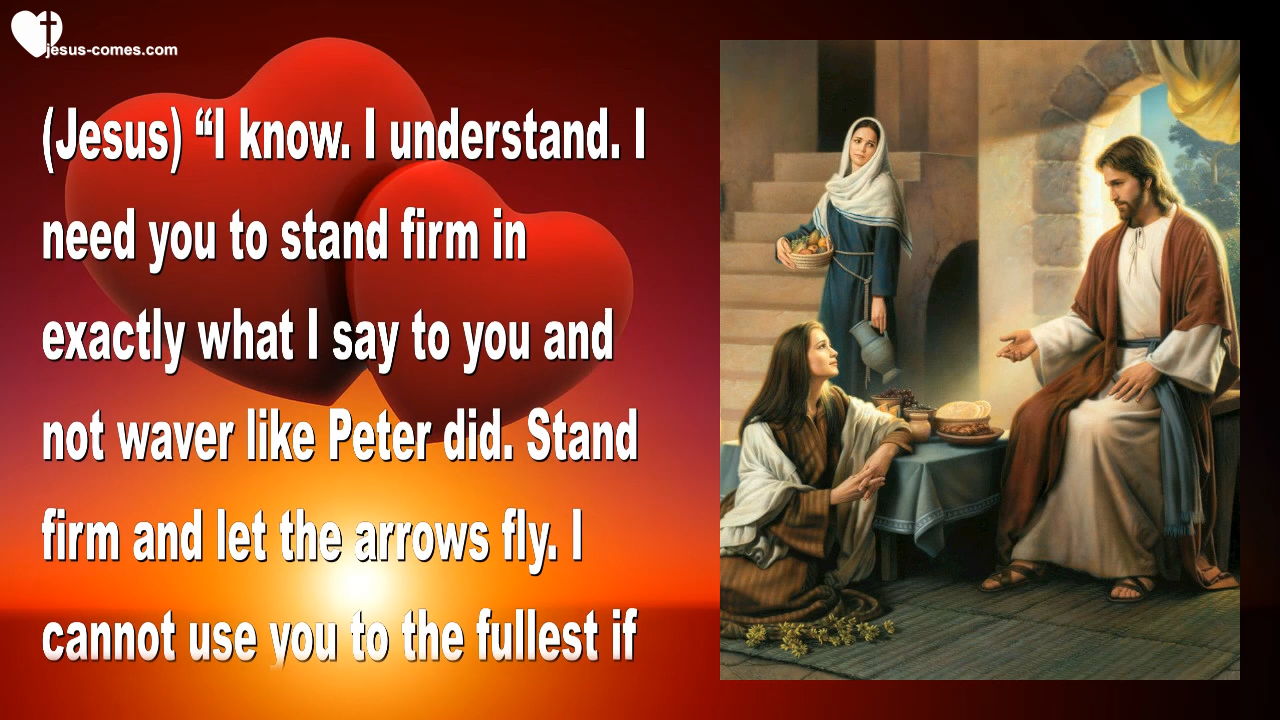 jesus-comes.com
(Jesus) “I know. I understand. I
need you to stand firm in
exactly what I say to you and
not waver like Peter did. Stand
firm and let the arrows fly. I
cannot use you to the fullest if